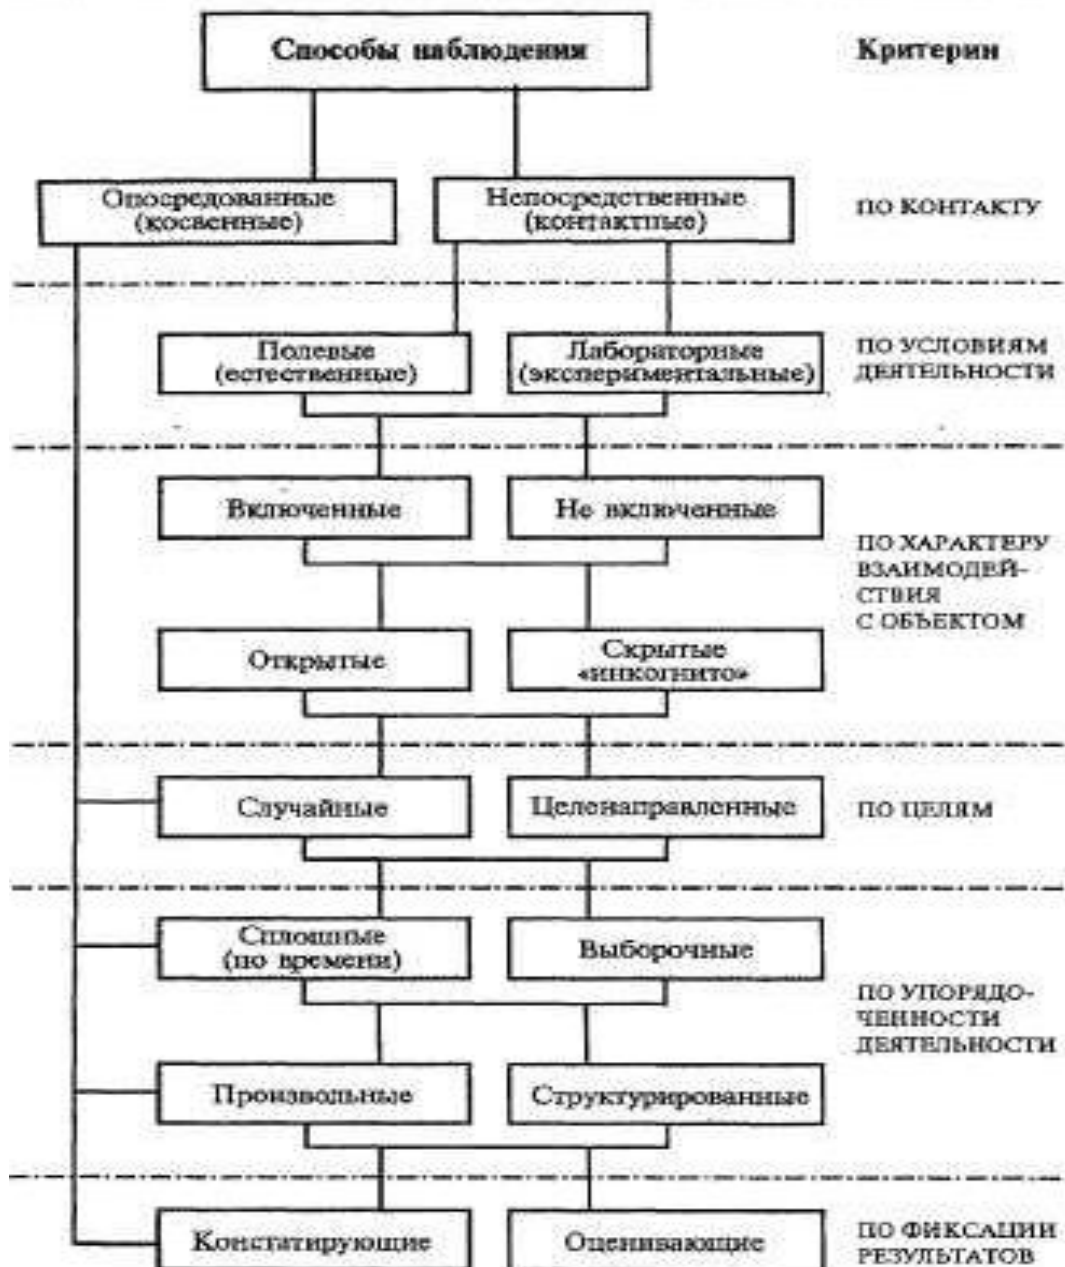 Способы наблюдения
Критерии
Опосредованные
(косвенные)
Непосредственные
(контактные)
ПО КОНТАКТУ
Полевые
(естественные)
Лабораторные
(экспериментальные)
ПО УСЛОВИЯМ
ДЕЯТЕЛЬНОСТИ
Включенные
Не включенные
ПО ХАРАКТЕРУ
ВЗАИМОДЕЙ-
СТВИЯ
С ОБЪЕКТОМ
Открытые
Скрытые
«инкогнито»
Случайные
Целенаправленные
ПО ЦЕЛЯМ
Сплошные
(по времени)
Выборочные
ПО УПОРЯДО-
ЧЕННОСТИ
ДЕЯТЕЛЬНОСТИ
Произвольные
Структурированные
Констатирующие
Оценивающие
ПО ФИКСАЦИИ
РЕЗУЛЬТАТОВ